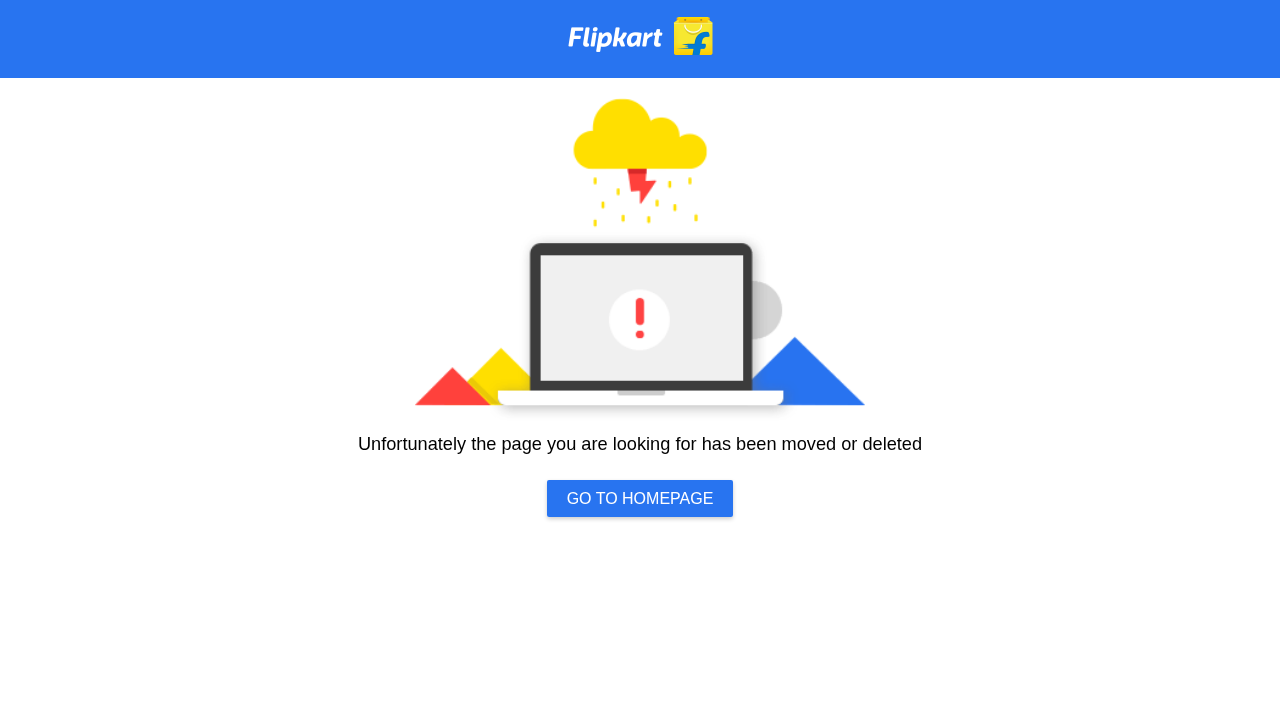 Flipkart
Unfortunately the page you are looking for has been moved or deleted
GO TO HOMEPAGE